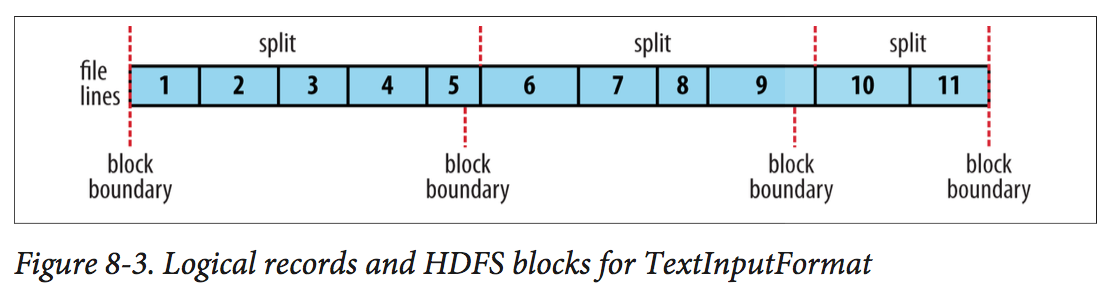 split split split
file
lines
1 2 3 4 5 6 7 8 9 10 11
block block block block
boundary boundary boundary boundary
Figure 8-3. Logical records and HDFS blocks for TextInputFormat